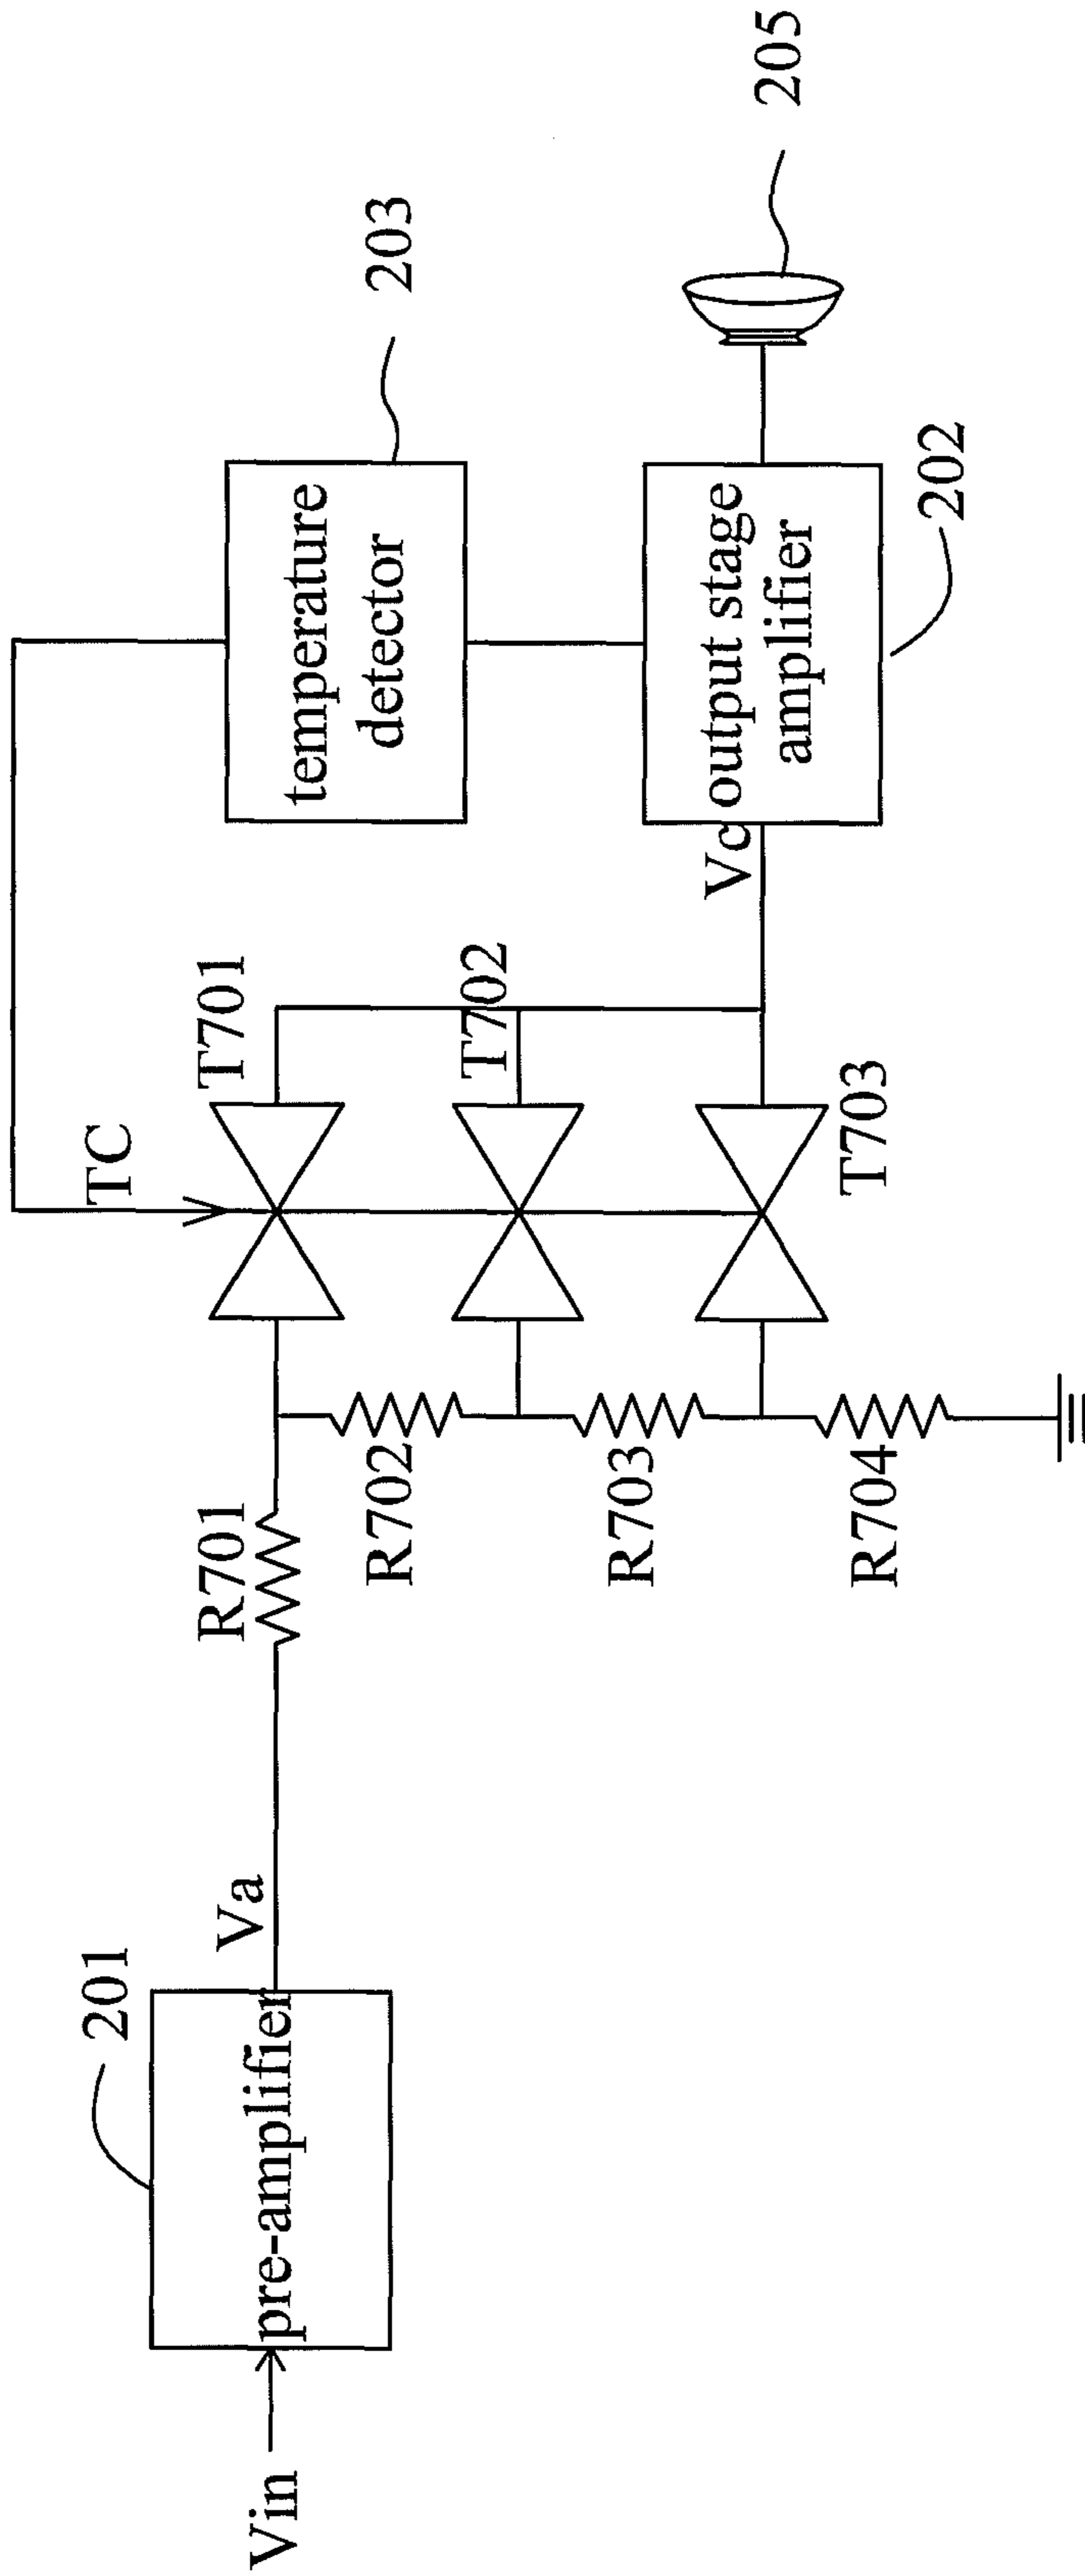 Vin
pre-amplifier
201
Va
R701
R702
R703
R704
TC
T701
T702
T703
Vc
temperature
detector
203
output stage
amplifier
202
205